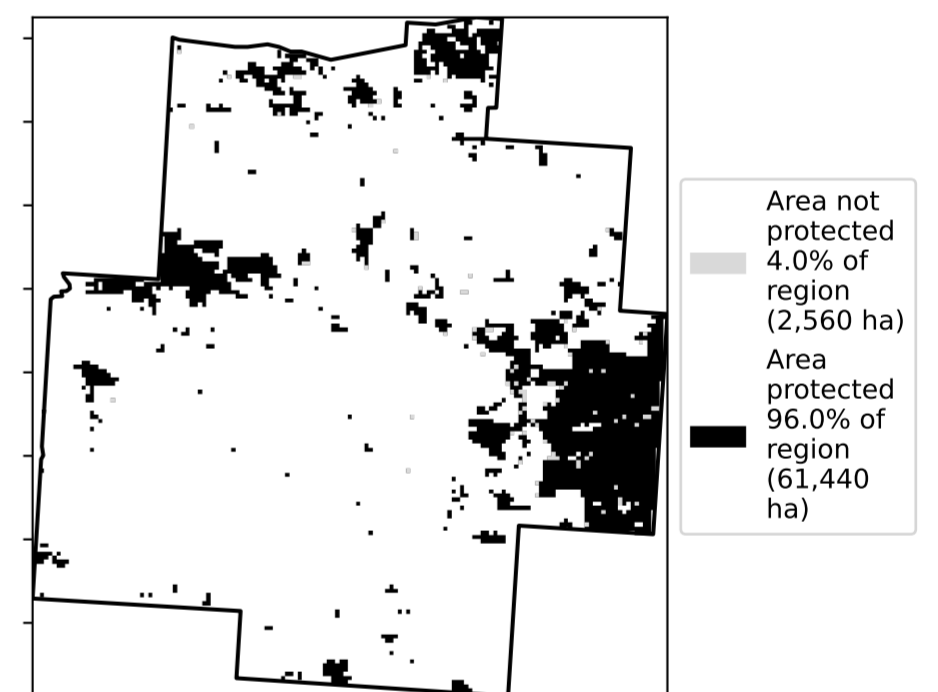 Area not
protected
4.0% of
region
(2,560 ha)
Area
protected
96.0% of
region
(61,440
ha)